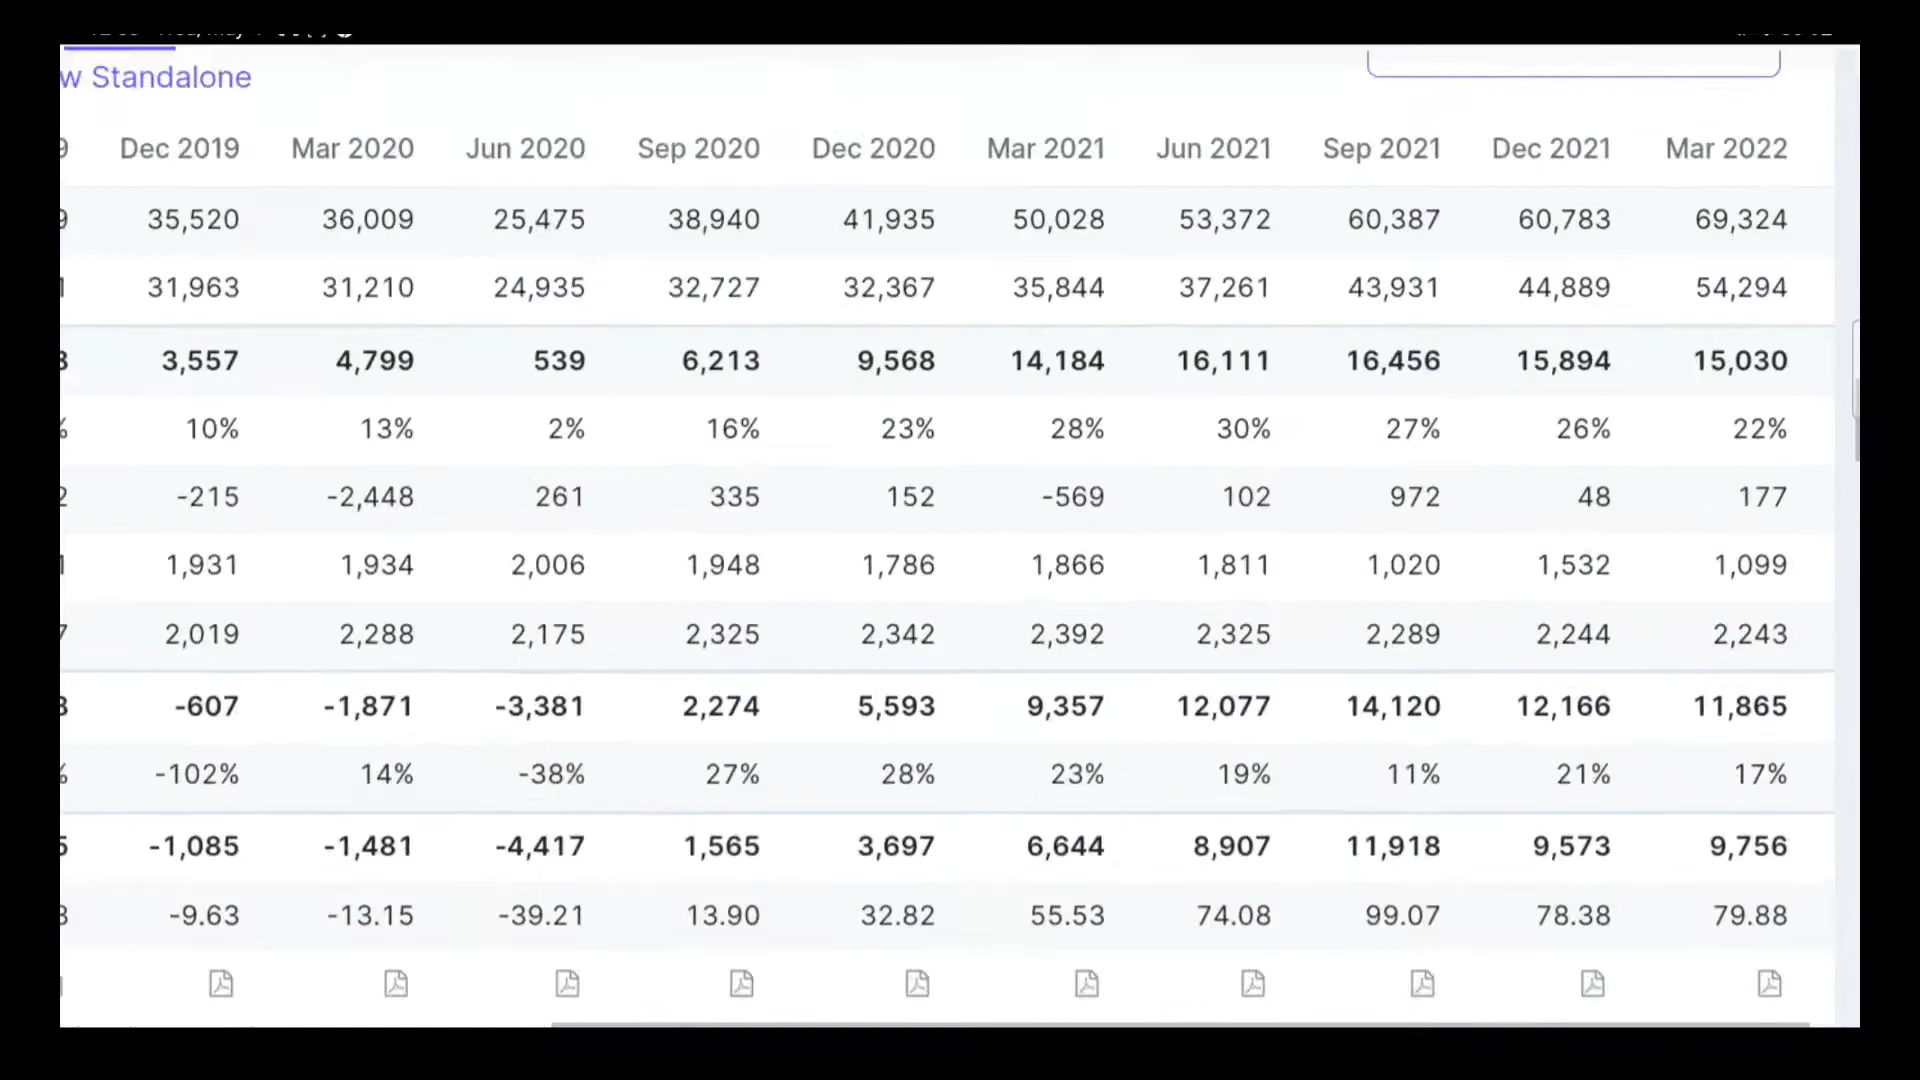 w Standalone
Dec 2019 Mar 2020 Jun 2020 Sep 2020 Dec 2020 Mar 2021 Jun 2021 Sep 2021 Dec 2021 Mar 2022
35,520 36,009 25,475 38,940 41,935 50,028 53,372 60,387 60,783 69,324
31,963 31,210 24,935 32,727 32,367 35,844 37,261 43,931 44,889 54,294
3,557 4,799 539 6,213 9,568 14,184 16,111 16,456 15,894 15,030
10% 13% 2% 16% 23% 28% 30% 27% 26% 22%
-215 -2,448 261 335 152 -569 102 972 48 177
1,931 1,934 2,006 1,948 1,786 1,866 1,811 1,020 1,532 1,099
2,019 2,288 2,175 2,325 2,342 2,392 2,325 2,289 2,244 2,243
-607 -1,871 -3,381 2,274 5,593 9,357 12,077 14,120 12,166 11,865
-102% 14% -38% 27% 28% 23% 19% 11% 21% 17%
-1,085 -1,481 -4,417 1,565 3,697 6,644 8,907 11,918 9,573 9,756
-9.63 -13.15 -39.21 13.90 32.82 55.53 74.08 99.07 78.38 79.88